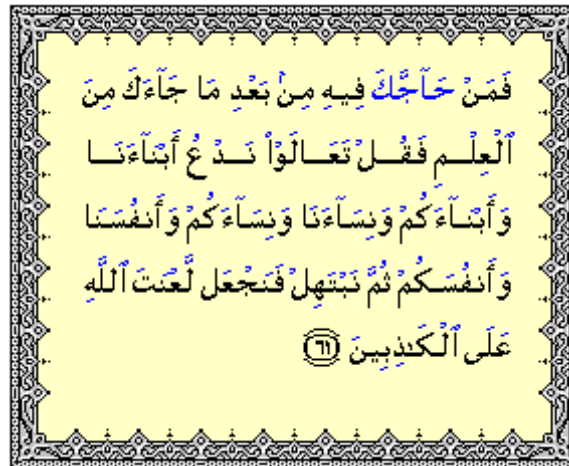 فَمَنْ حَآجَّكَ فِيهِ مِنۢ بَعْدِ مَا جَآءَكَ مِنَ
ٱلْعِلْمِ فَقُلْ تَعَالَوْا۟ نَدْعُ أَبْنَآءَنَا
وَأَبْنَآءَكُمْ وَنِسَآءَنَا وَنِسَآءَكُمْ وَأَنفُسَنَا
وَأَنفُسَكُمْ ثُمَّ نَبْتَهِلْ فَنَجْعَل لَّعْنَتَ ٱللَّهِ
عَلَى ٱلْكَـٰذِبِينَ ٦١